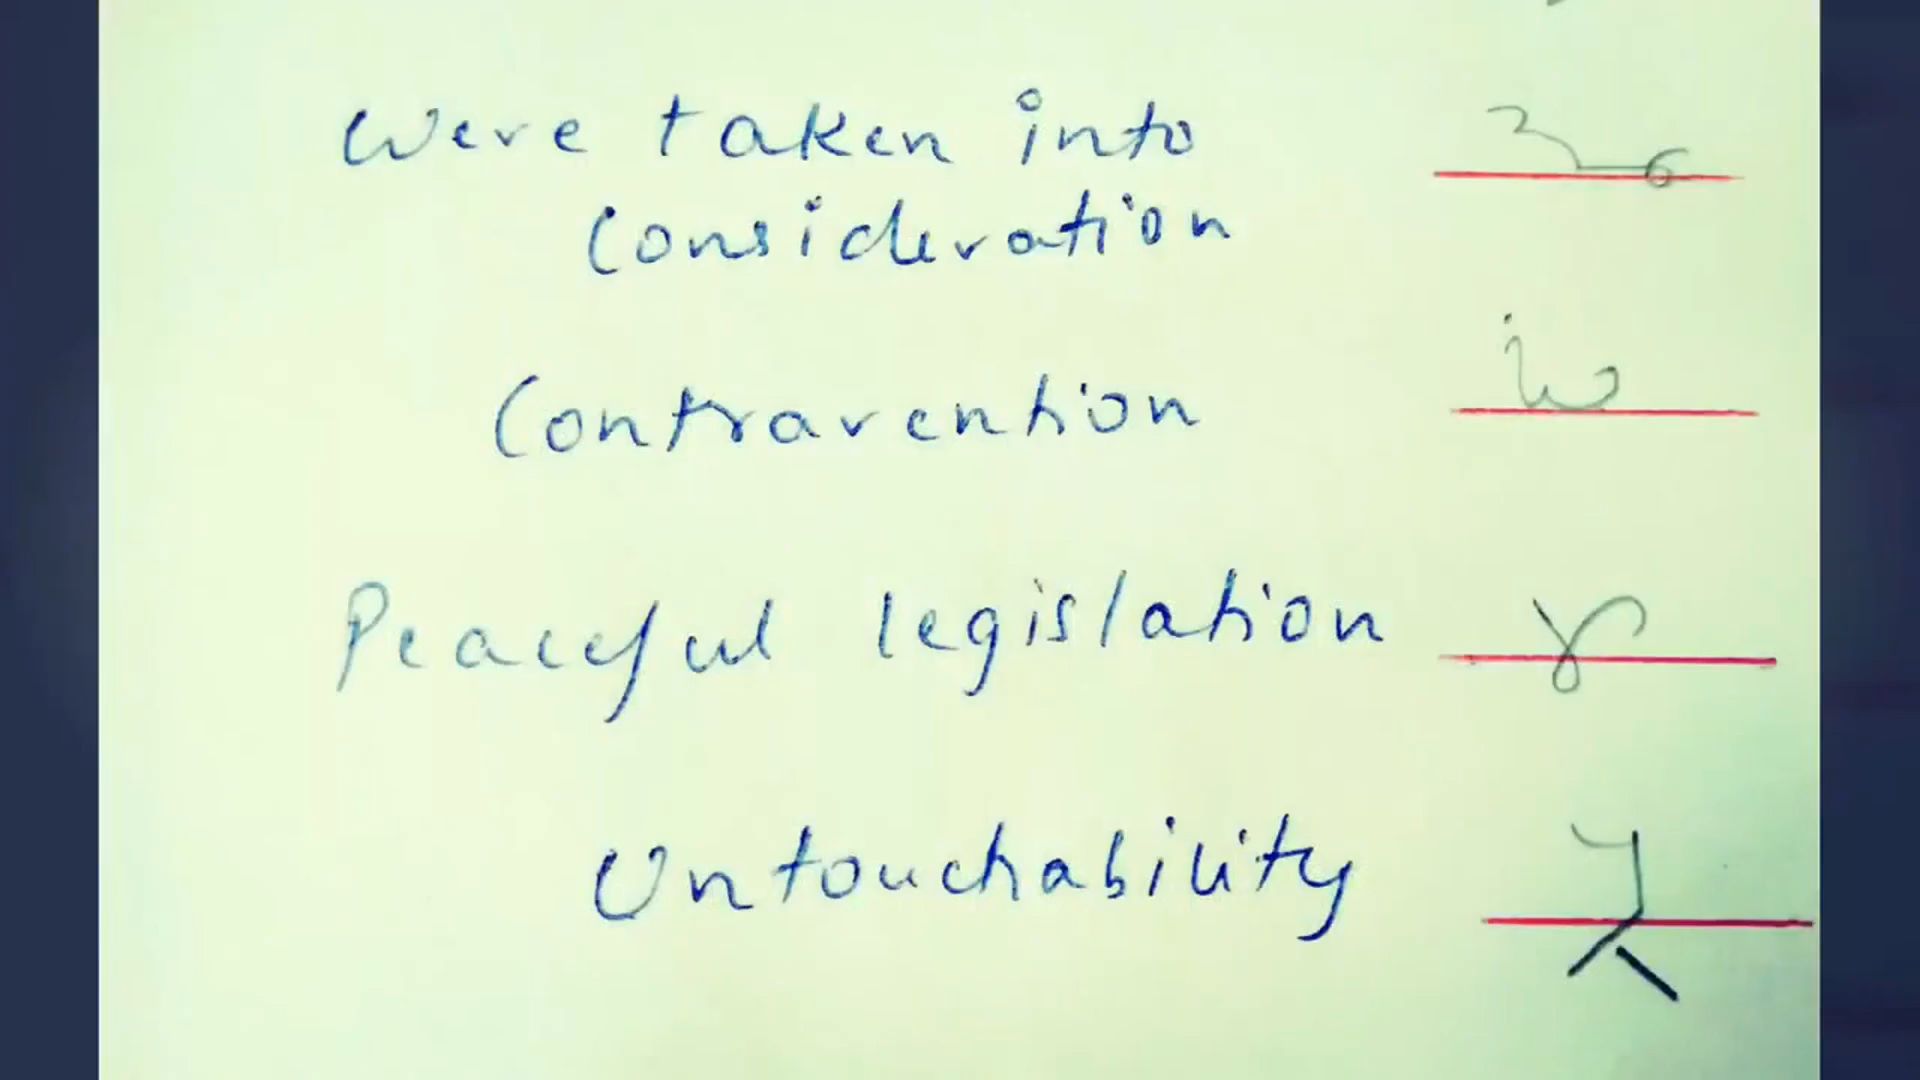 Were taken into
Consideration
Contravention
Peaceful legislation
Untouchability